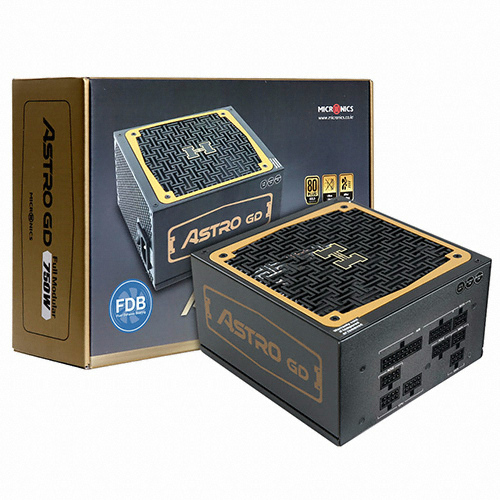 MICRONICS
www.micronics.co.kr
ASTRO GD
80
ASTRO GD
MICRONICS
Full Modular
750W
FDB
ASTRO GD